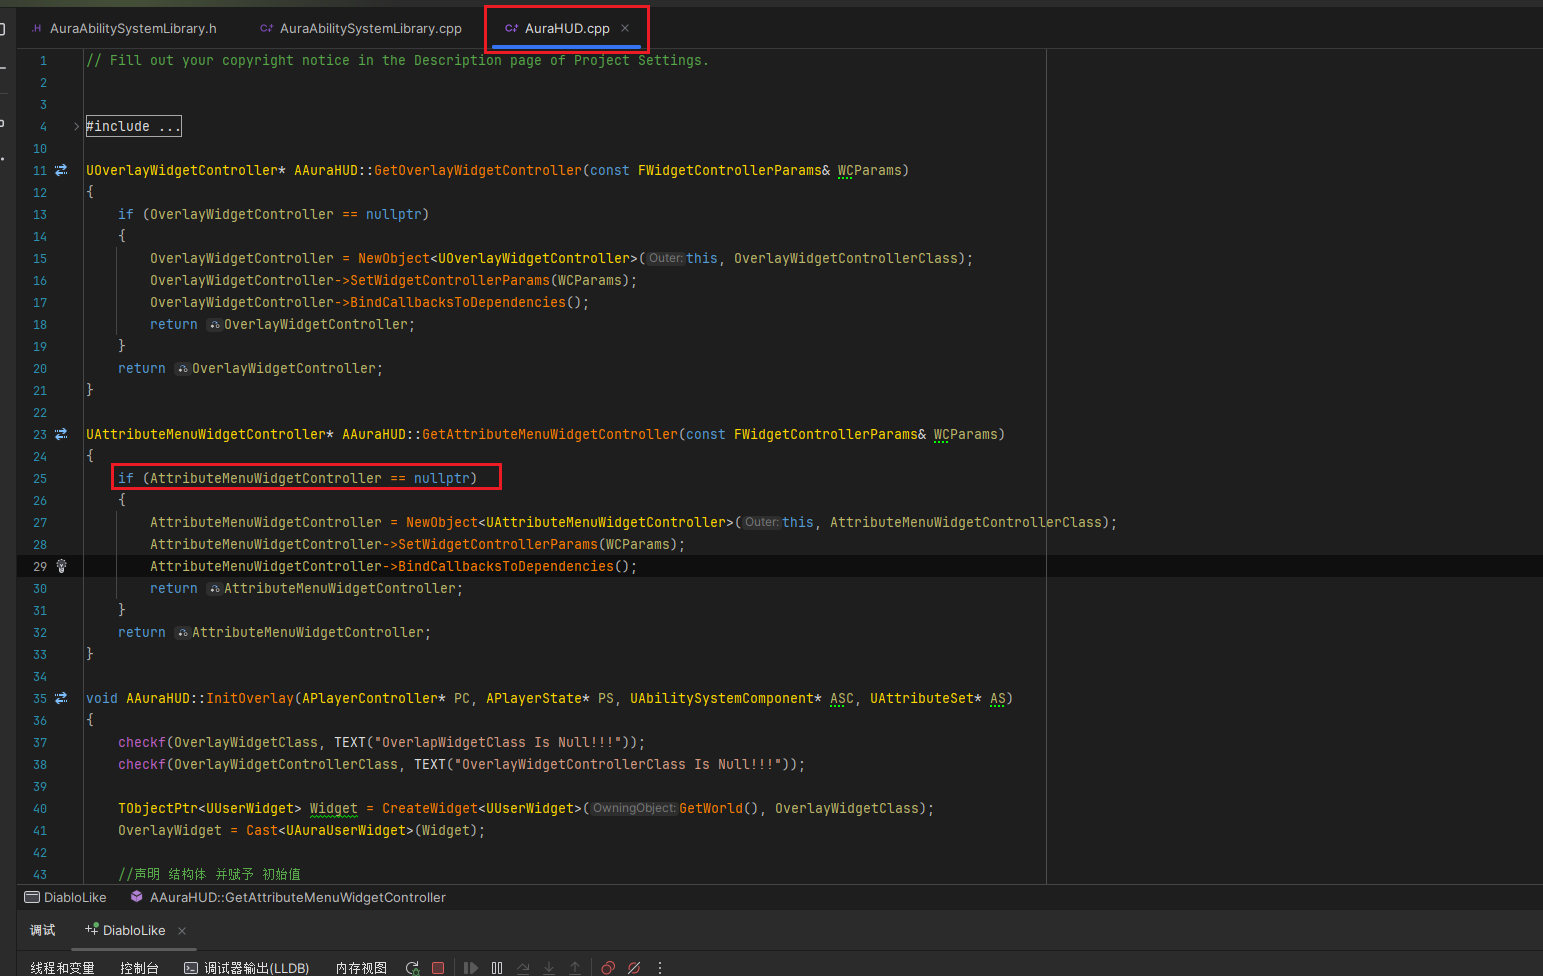 .H AuraAbilitySystemLibrary.h C+ AuraAbilitySystemLibrary.cpp C+ AuraHUD.cpp ×
1 // Fill out your copyright notice in the Description page of Project Settings.
2
3
4 > #include ...
10
11 UOverlayWidgetController* AAuraHUD::GetOverlayWidgetController(const FWidgetControllerParams& WCParams)
12 {
13 if (OverlayWidgetController == nullptr)
14 {
15 OverlayWidgetController = NewObject<UOverlayWidgetController>(Outer: this, OverlayWidgetControllerClass);
16 OverlayWidgetController->SetWidgetControllerParams(WCParams);
17 OverlayWidgetController->BindCallbacksToDependencies();
18 return OverlayWidgetController;
19 }
20 return OverlayWidgetController;
21 }
22
23 UAttributeMenuWidgetController* AAuraHUD::GetAttributeMenuWidgetController(const FWidgetControllerParams& WCParams)
24 {
25 if (AttributeMenuWidgetController == nullptr)
26 {
27 AttributeMenuWidgetController = NewObject<UAttributeMenuWidgetController>(Outer: this, AttributeMenuWidgetControllerClass);
28 AttributeMenuWidgetController->SetWidgetControllerParams(WCParams);
29 AttributeMenuWidgetController->BindCallbacksToDependencies();
30 return AttributeMenuWidgetController;
31 }
32 return AttributeMenuWidgetController;
33 }
34
35 void AAuraHUD::InitOverlay(APlayerController* PC, APlayerState* PS, UAbilitySystemComponent* ASC, UAttributeSet* AS)
36 {
37 checkf(OverlayWidgetClass, TEXT("OverlapWidgetClass Is Null!!!"));
38 checkf(OverlayWidgetControllerClass, TEXT("OverlayWidgetControllerClass Is Null!!!"));
39
40 TObjectPtr<UUserWidget> Widget = CreateWidget<UUserWidget>(OwningObject: GetWorld(), OverlayWidgetClass);
41 OverlayWidget = Cast<UAuraUserWidget>(Widget);
42
43 //声明 结构体 并赋予 初始值
DiabloLike AAuraHUD::GetAttributeMenuWidgetController
调试 DiabloLike ×
线程和变量 控制台 调试器输出(LLDB) 内存视图